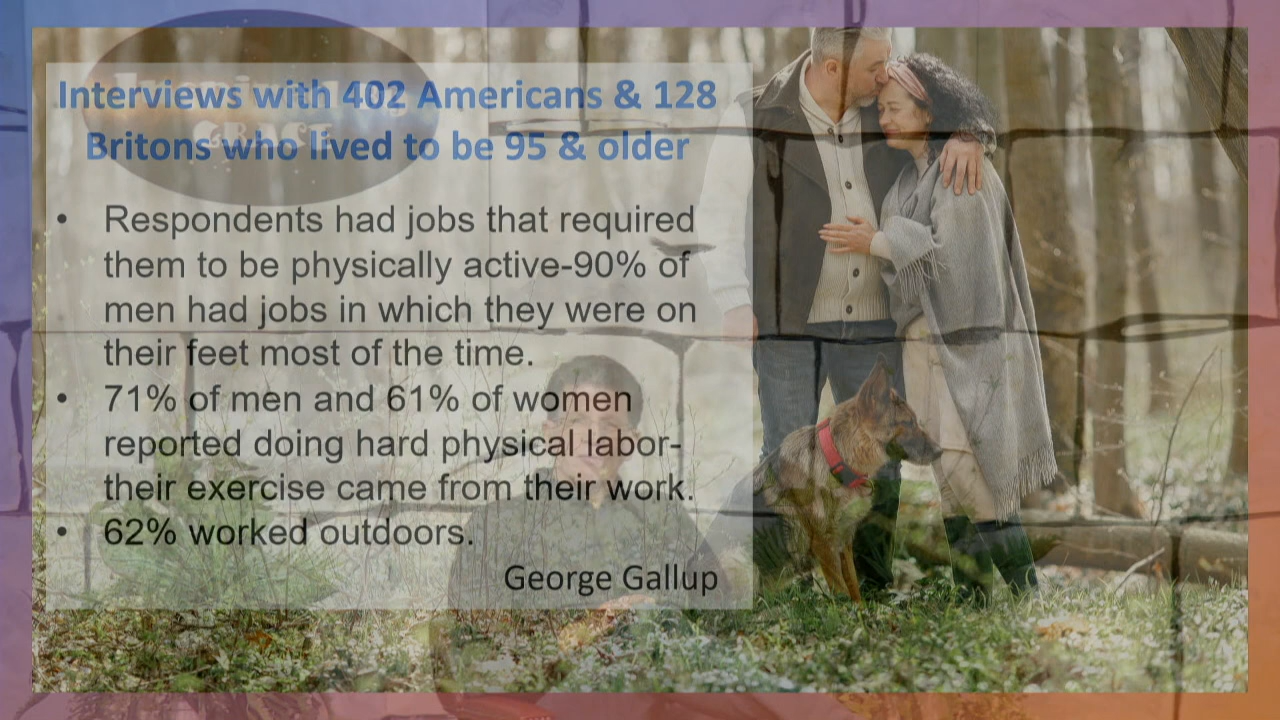 Interviews with 402 Americans & 128
Britons who lived to be 95 & older
• Respondents had jobs that required
them to be physically active-90% of
men had jobs in which they were on
their feet most of the time.
• 71% of men and 61% of women
reported doing hard physical labor-
their exercise came from their work.
• 62% worked outdoors.
George Gallup
GRACE